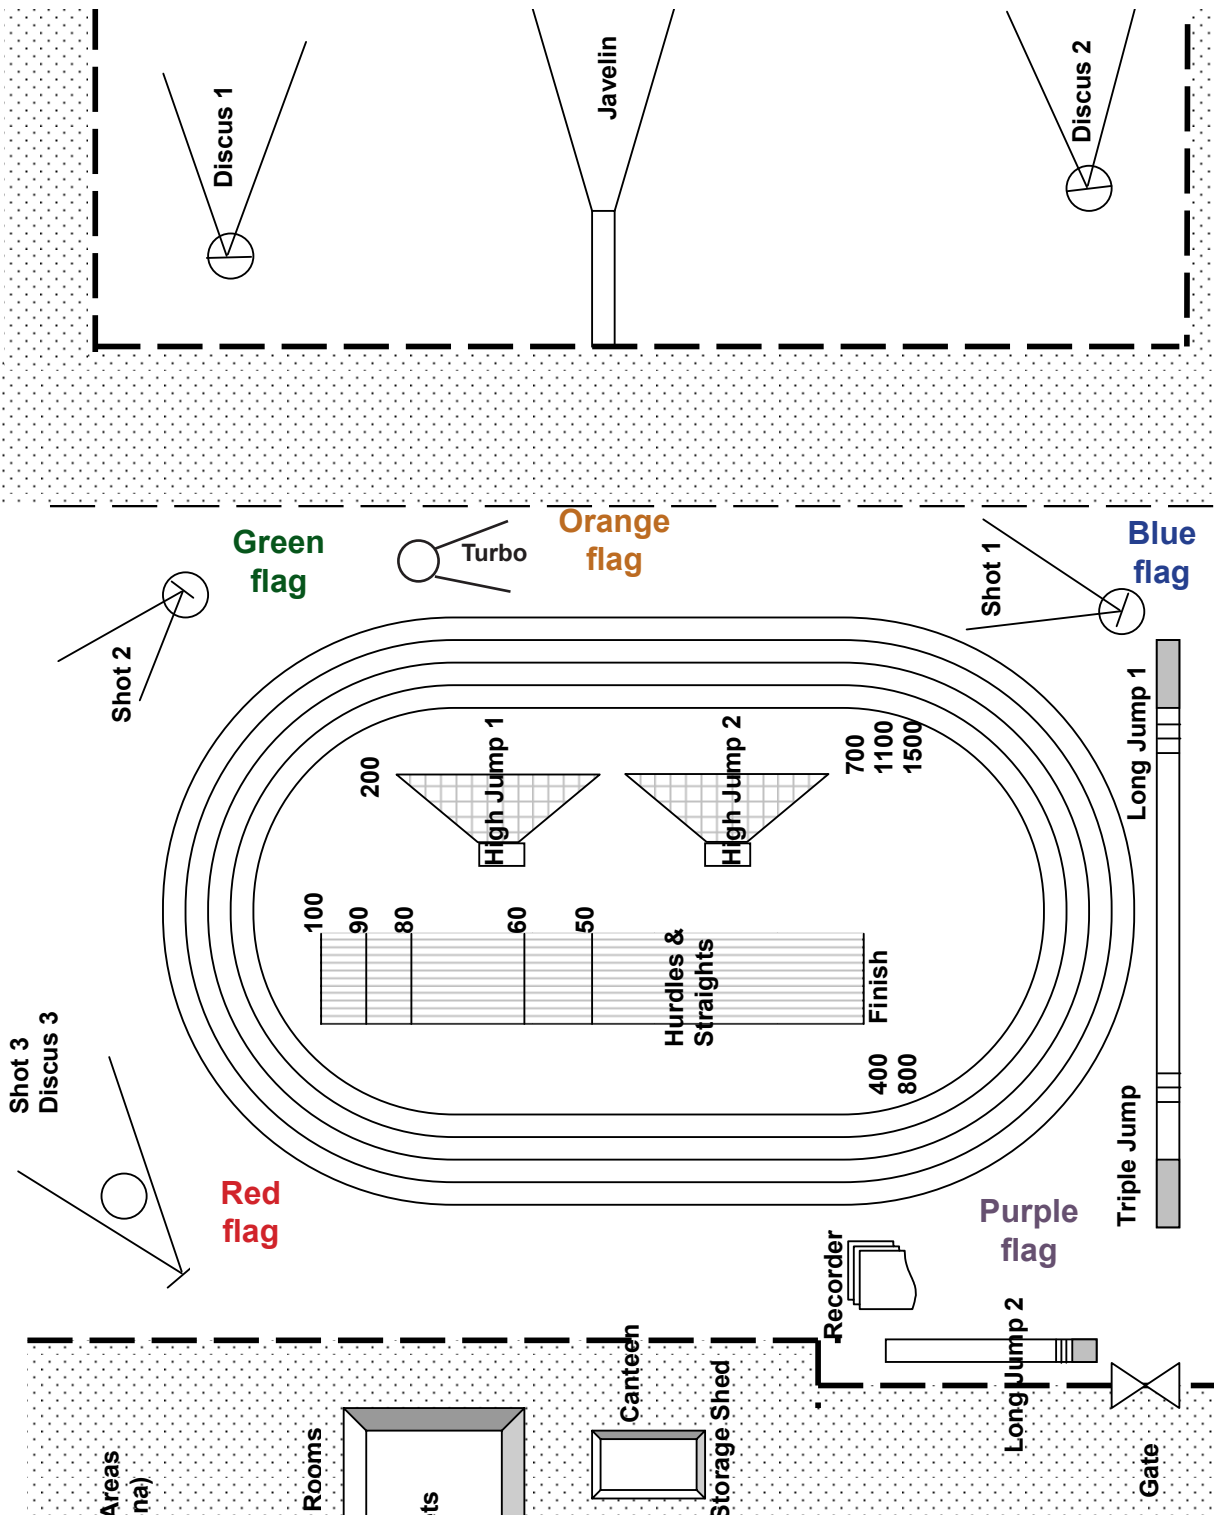 Discus 1
Javelin
Discus 2
Green
flag
Turbo
Orange
flag
Shot 1
Blue
flag
Shot 2
200
High Jump 1
High Jump 2
700
1100
1500
Long Jump 1
100
90
80
60
50
Hurdles &
Straights
Finish
400
800
Shot 3
Discus 3
Triple Jump
Red
flag
Purple
flag
Recorder
Long Jump 2
Canteen
Storage Shed
Gate
Rooms
Areas
na)
ts